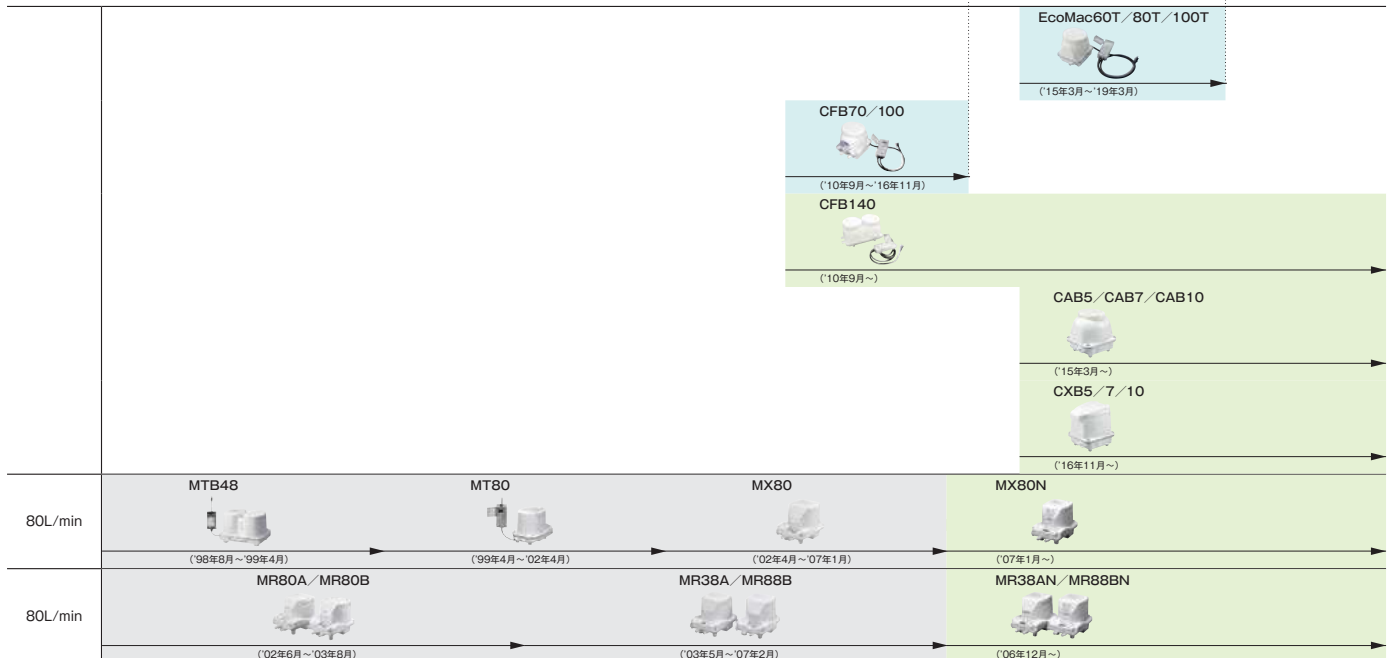 EcoMac60T／80T／100T
（'15年3月～'19年3月）
CFB70／100
（'10年9月～'16年11月）
CFB140
（'10年9月～）
CAB5／CAB7／CAB10
（'15年3月～）
CXB5／7／10
（'16年11月～）
80L/min
MTB48
MT80
MX80
MX80N
（'98年8月～'99年4月）
（'99年4月～'02年4月）
（'02年4月～'07年1月）
（'07年1月～）
80L/min
MR80A／MR80B
MR38A／MR88B
MR38AN／MR88BN
（'02年6月～'03年8月）
（'03年5月～'07年2月）
（'06年12月～）